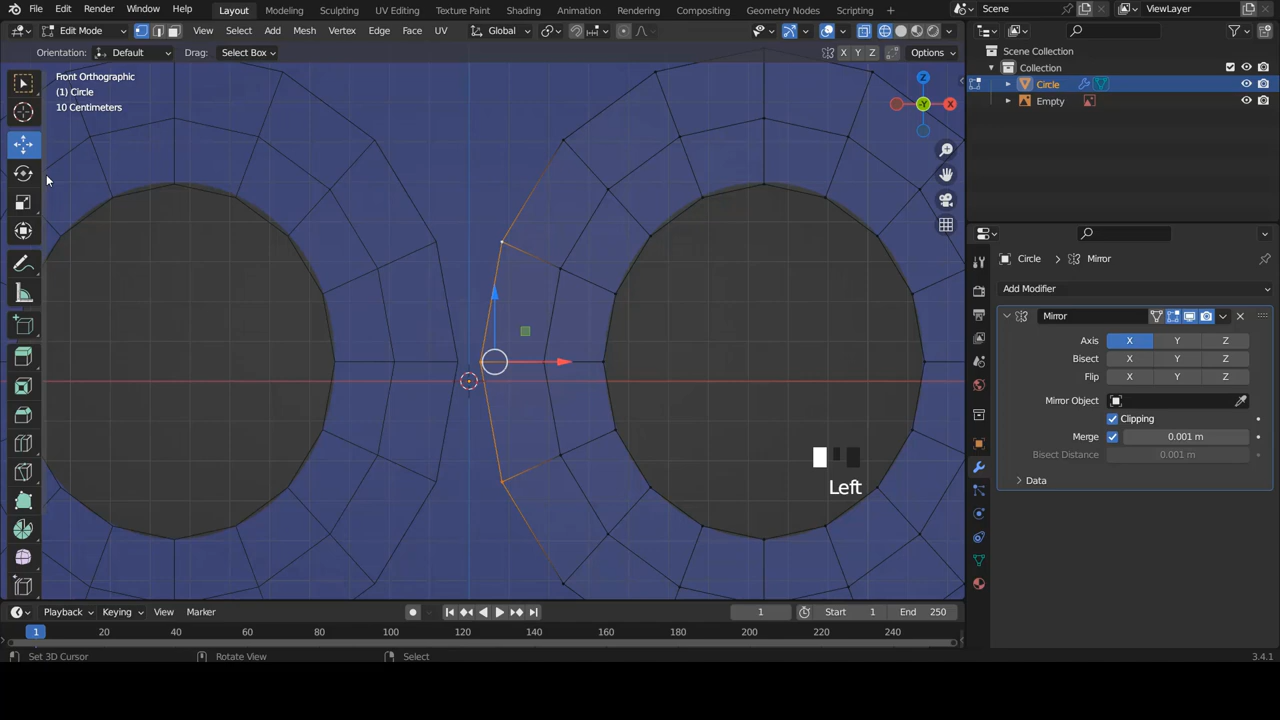 File Edit Render Window Help Layout Modeling Sculpting UV Editing Texture Paint Shading Animation Rendering Compositing Geometry Nodes Scripting Scene ViewLayer
Edit Mode View Select Add Mesh Vertex Edge Face UV Global
Orientation: Default Drag: Select Box X Y Z Options
Front Orthographic
(1) Circle
10 Centimeters
Z
Y
X
Scene Collection
Collection
Circle
Empty
Circle Mirror
Add Modifier
Mirror
Axis X Y Z
Bisect X Y Z
Flip X Y Z
Mirror Object
Clipping
Merge 0.001 m
Bisect Distance 0.001 m
Data
Left
Playback Keying View Marker 1 Start 1 End 250
1 20 40 60 80 100 120 140 160 180 200 220 240
Set 3D Cursor Rotate View Select 3.4.1